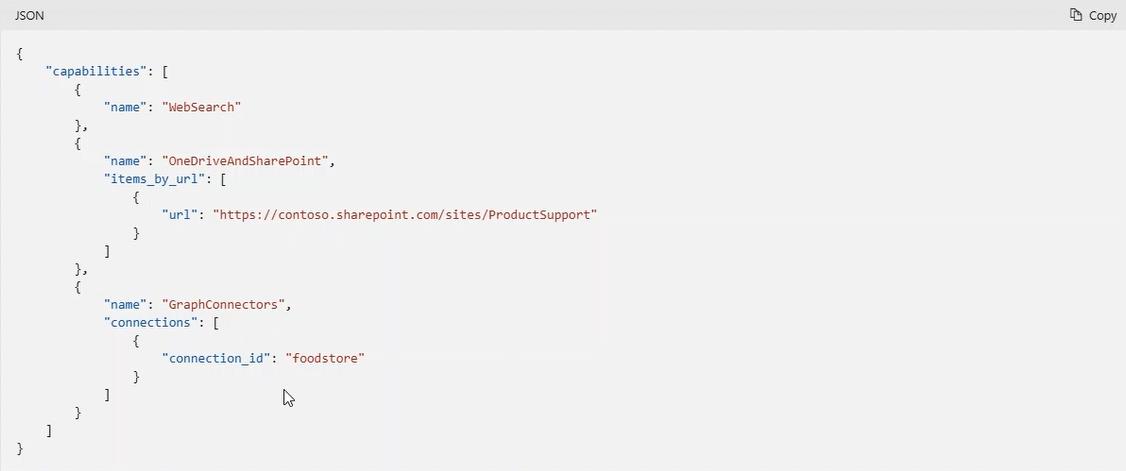 JSON
Copy
{
    "capabilities": [
        {
            "name": "WebSearch"
        },
        {
            "name": "OneDriveAndSharePoint",
            "items_by_url": [
                {
                    "url": "https://contoso.sharepoint.com/sites/ProductSupport"
                }
            ]
        },
        {
            "name": "GraphConnectors",
            "connections": [
                {
                    "connection_id": "foodstore"
                }
            ]
        }
    ]
}